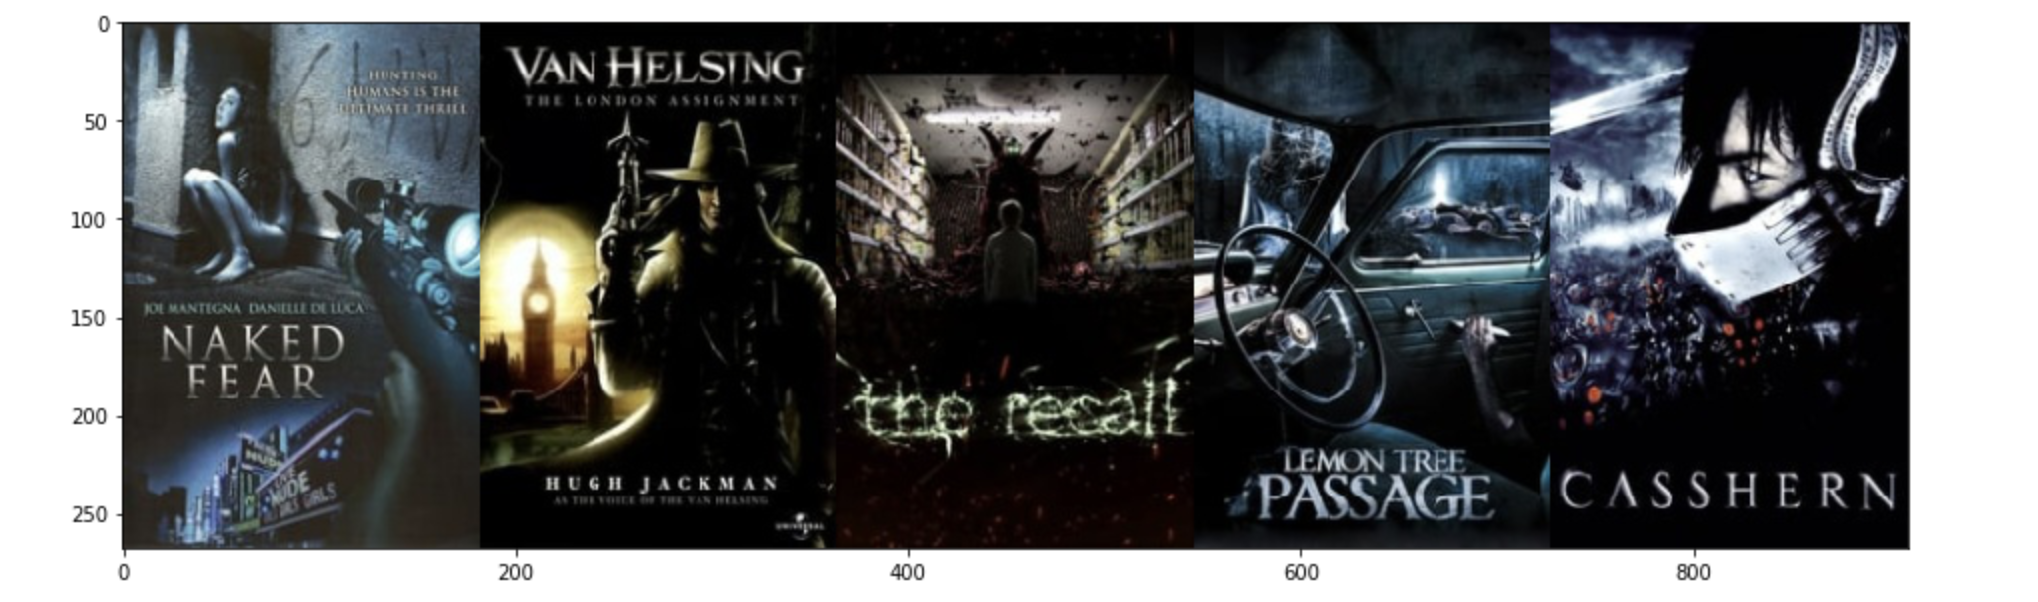 0
50
100
150
200
250
HUNTING
HUMANS IS THE
ULTIMATE THRILL
JOE MANTEGNA DANIELLE DE LUCA
NAKED
FEAR
NUDE
NUDE
GIRLS
VAN HELSING
THE LONDON ASSIGNMENT
HUGH JACKMAN
AS THE VOICE OF THE VAN HELSING
UNIVERSAL
the recall
LEMON TREE
PASSAGE
CASSHERN
0
200
400
600
800